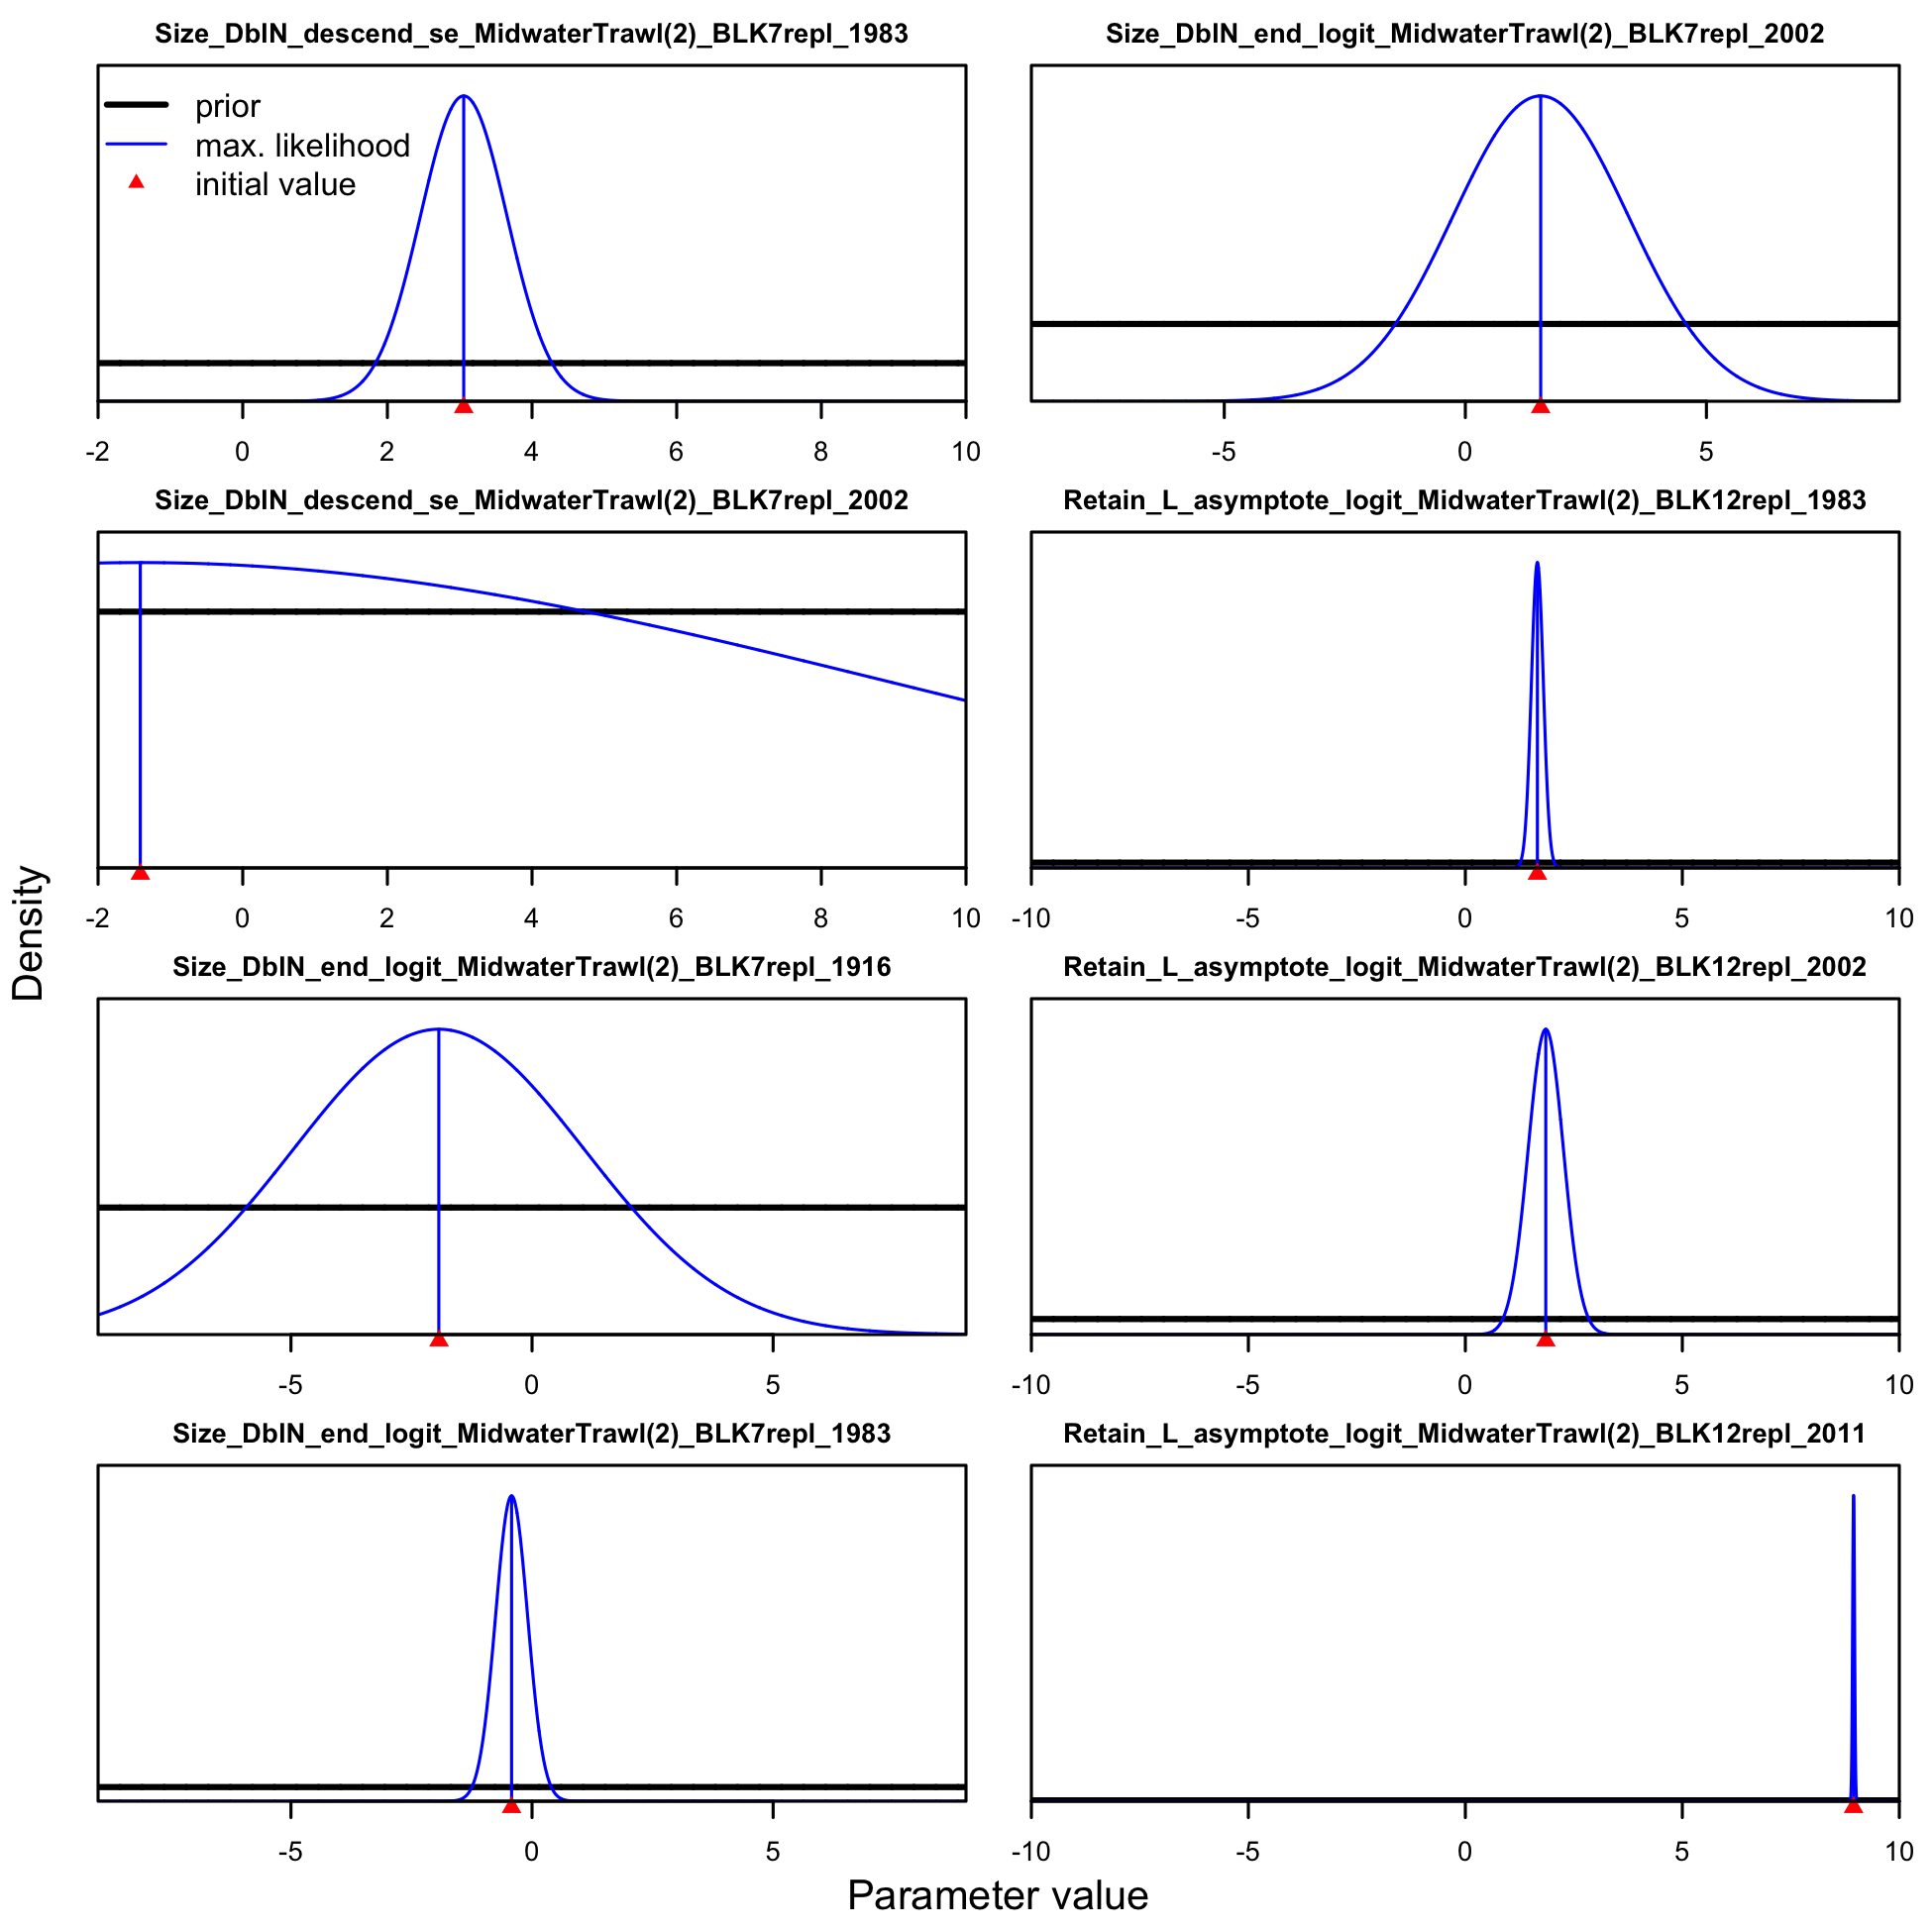 Size_DblN_descend_se_MidwaterTrawl(2)_BLK7repl_1983
Size_DblN_end_logit_MidwaterTrawl(2)_BLK7repl_2002
prior
max. likelihood
initial value
-2 0 2 4 6 8 10
-5 0 5
Size_DblN_descend_se_MidwaterTrawl(2)_BLK7repl_2002
Retain_L_asymptote_logit_MidwaterTrawl(2)_BLK12repl_1983
-2 0 2 4 6 8 10
-10 -5 0 5 10
Density
Size_DblN_end_logit_MidwaterTrawl(2)_BLK7repl_1916
Retain_L_asymptote_logit_MidwaterTrawl(2)_BLK12repl_2002
-5 0 5
-10 -5 0 5 10
Size_DblN_end_logit_MidwaterTrawl(2)_BLK7repl_1983
Retain_L_asymptote_logit_MidwaterTrawl(2)_BLK12repl_2011
-5 0 5
-10 -5 0 5 10
Parameter value